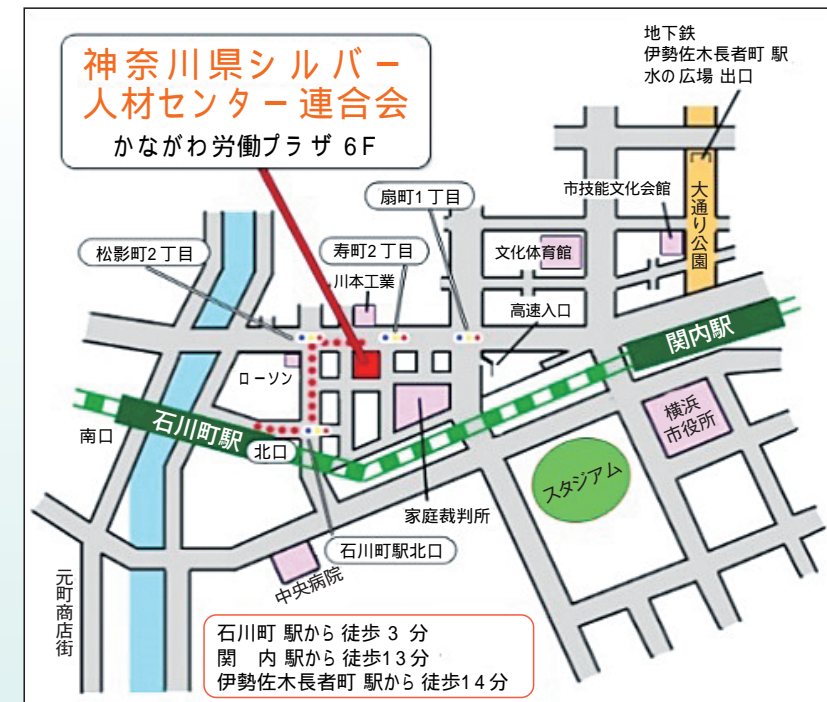 神奈川県シルバー
人材センター連合会
かながわ労働プラザ 6F
地下鉄
伊勢佐木長者町 駅
水の広場 出口
市技能文化会館
大通り公園
扇町1丁目
文化体育館
松影町2丁目
寿町2丁目
川本工業
高速入口
関内駅
ローソン
石川町駅
南口
北口
横浜
市役所
スタジアム
家庭裁判所
石川町駅北口
中央病院
元町商店街
石川町 駅から 徒歩 3 分
関 内 駅から 徒歩13分
伊勢佐木長者町 駅から 徒歩14分